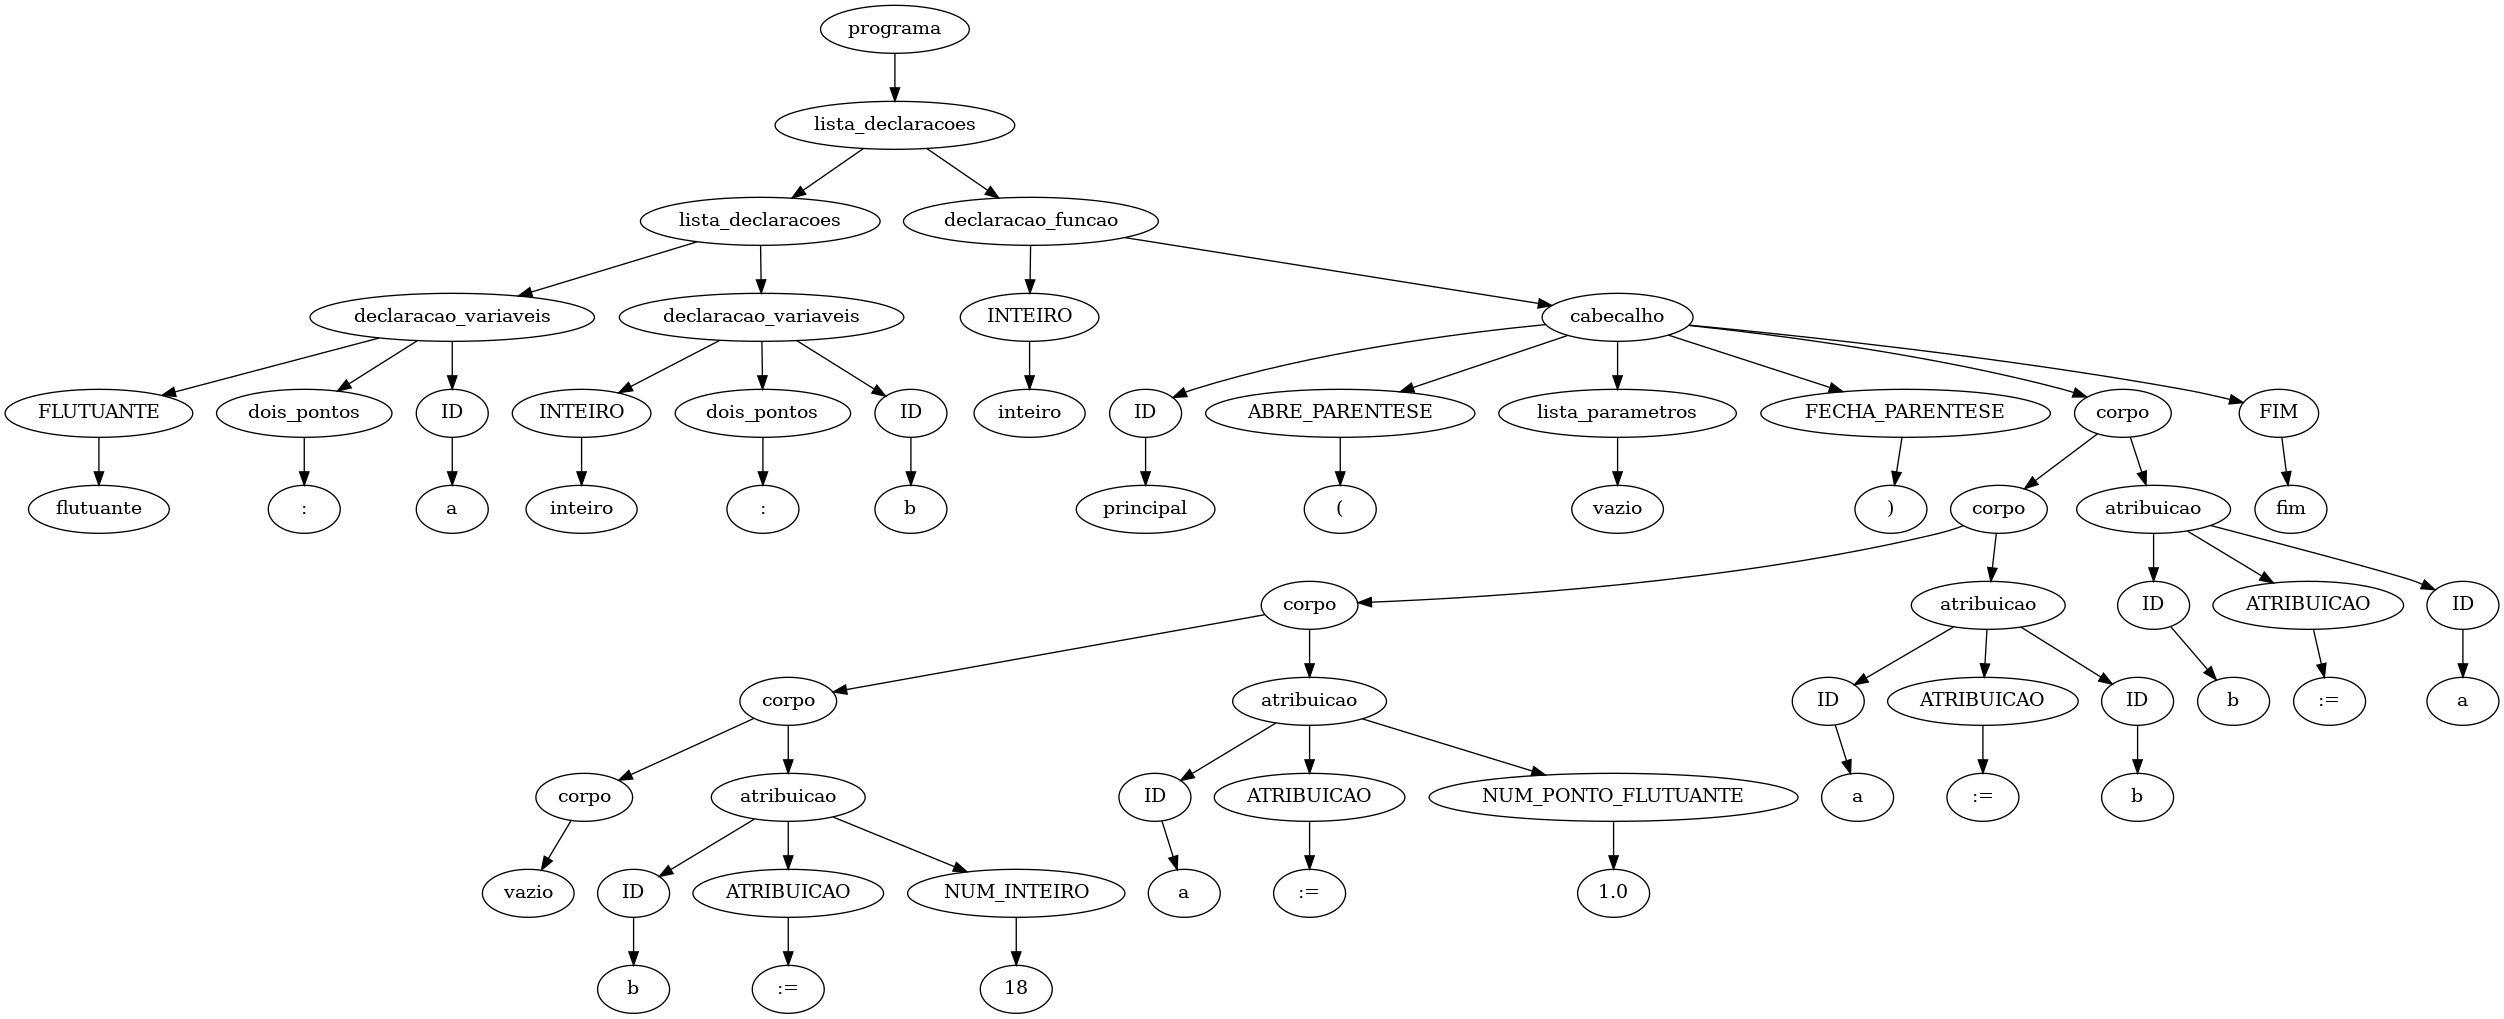 programa
lista_declaracoes
lista_declaracoes declaracao_funcao
declaracao_variaveis declaracao_variaveis INTEIRO cabecalho
FLUTUANTE dois_pontos ID INTEIRO dois_pontos ID inteiro ID ABRE_PARENTESE lista_parametros FECHA_PARENTESE corpo FIM
flutuante : a inteiro : b principal ( vazio ) corpo atribuicao fim
corpo atribuicao ID ATRIBUICAO ID
corpo atribuicao ID ATRIBUICAO ID b := a
corpo atribuicao ID ATRIBUICAO NUM_PONTO_FLUTUANTE a := b
vazio ID ATRIBUICAO NUM_INTEIRO a := 1.0
b := 18